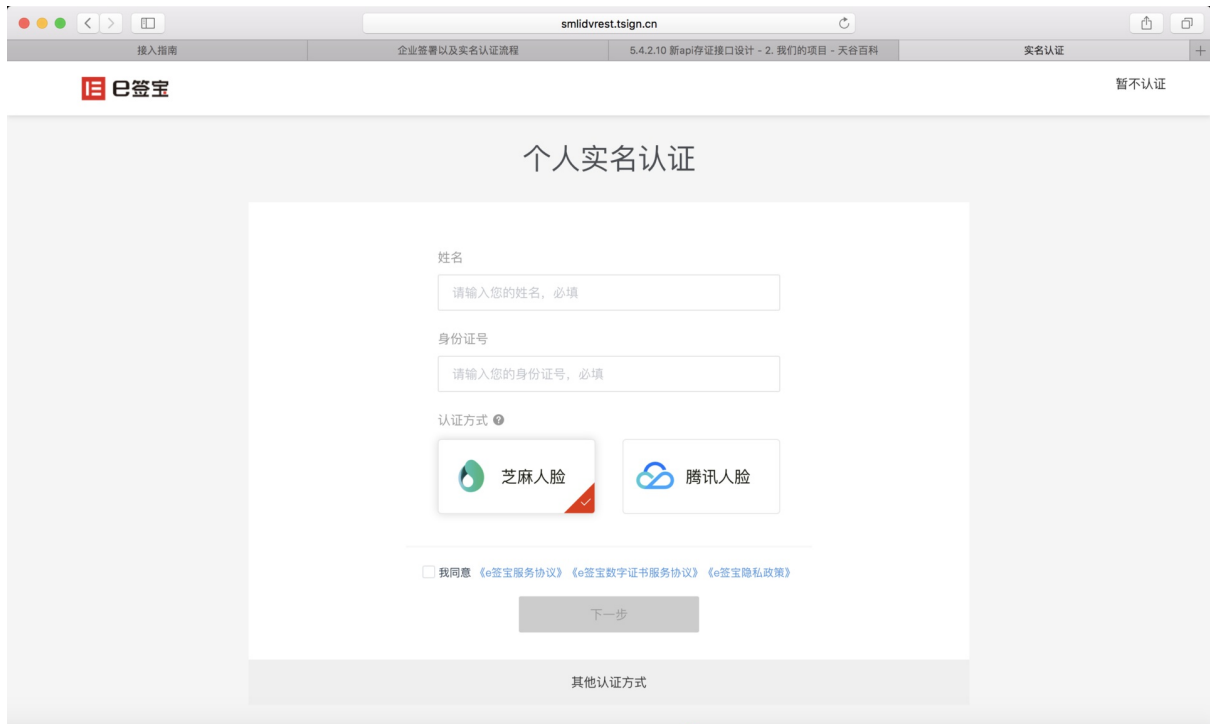 smlidvrest.tsign.cn
接入指南
企业签署以及实名认证流程
5.4.2.10 新api存证接口设计 - 2. 我们的项目 - 天谷百科
实名认证
e签宝
暂不认证
个人实名认证
姓名
请输入您的姓名，必填
身份证号
请输入您的身份证号，必填
认证方式 ?
芝麻人脸
腾讯人脸
我同意 《e签宝服务协议》 《e签宝数字证书服务协议》 《e签宝隐私政策》
下一步
其他认证方式